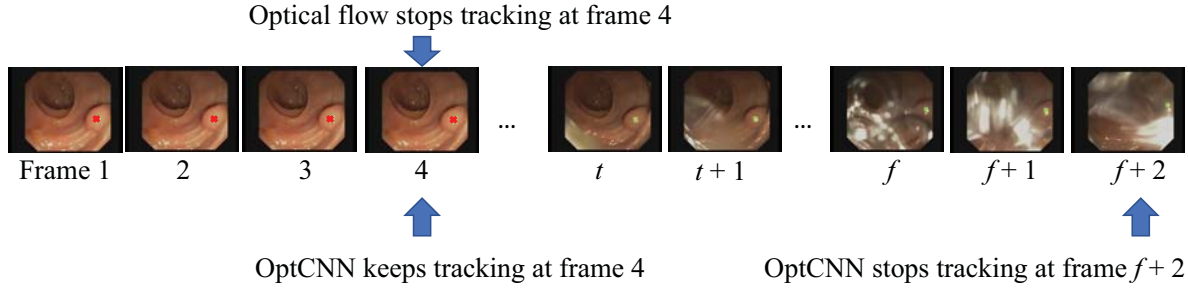 Optical flow stops tracking at frame 4
... ...
Frame 1 2 3 4 t t + 1 f f + 1 f + 2
OptCNN keeps tracking at frame 4 OptCNN stops tracking at frame f + 2